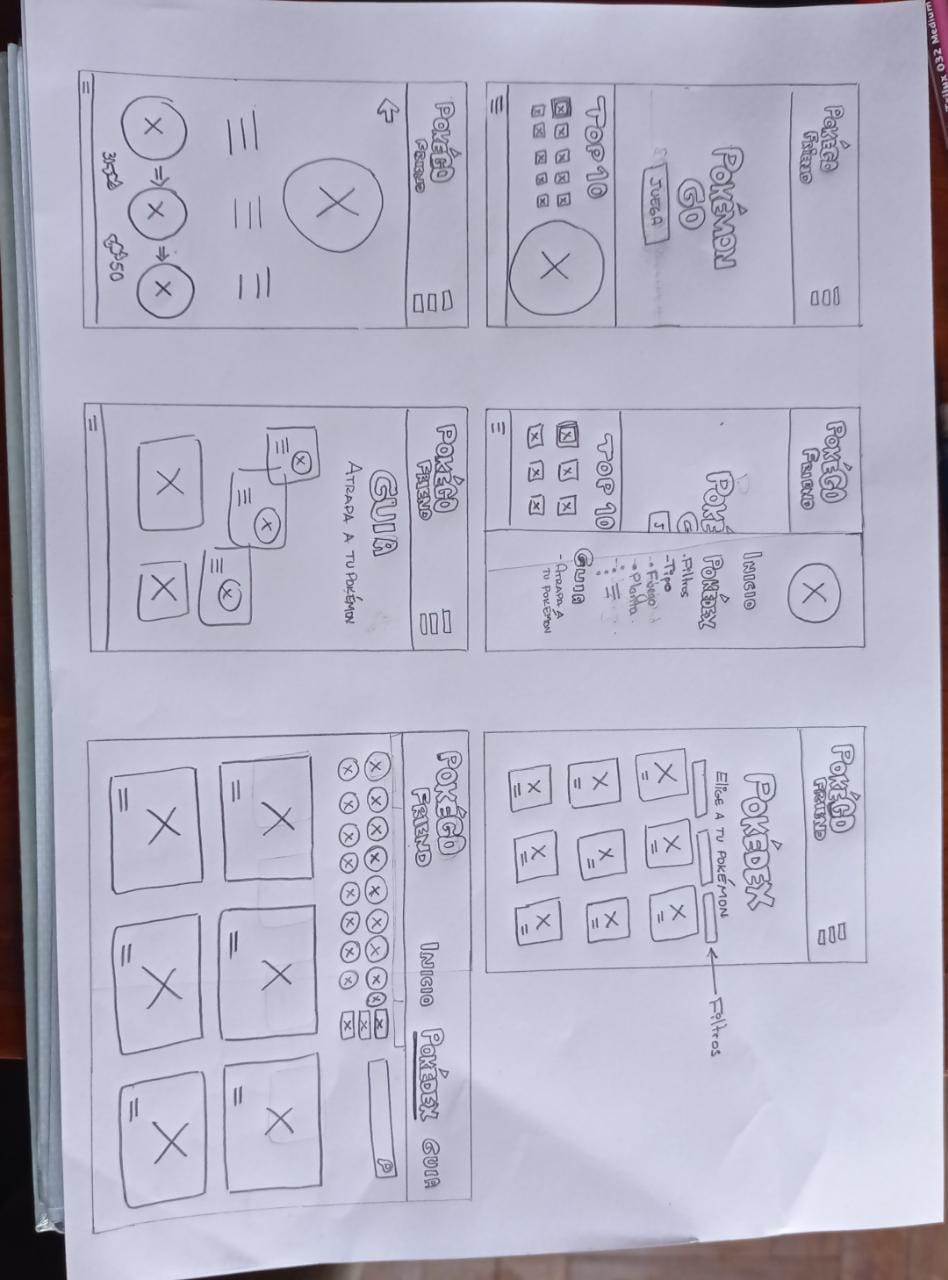 032 Medium
POKÉGO
FRIEND
POKÉMON
GO
JUEGA
TOP 10
POKÉGO
FRIEND
POKÉ
G
J
TOP 10
INICIO
POKÉDEX
-Filtros
-Tipo
• Fuego
• Planta
GUIA
- ATRAPA A
TU POKÉMON
POKÉGO
FRIEND
POKÉDEX
ELIGE A TU POKÉMON
Filtros
POKÉGO
FRIEND
50
POKÉGO
FRIEND
GUIA
ATRAPA A TU POKÉMON
POKÉGO
FRIEND
INICIO POKÉDEX GUIA